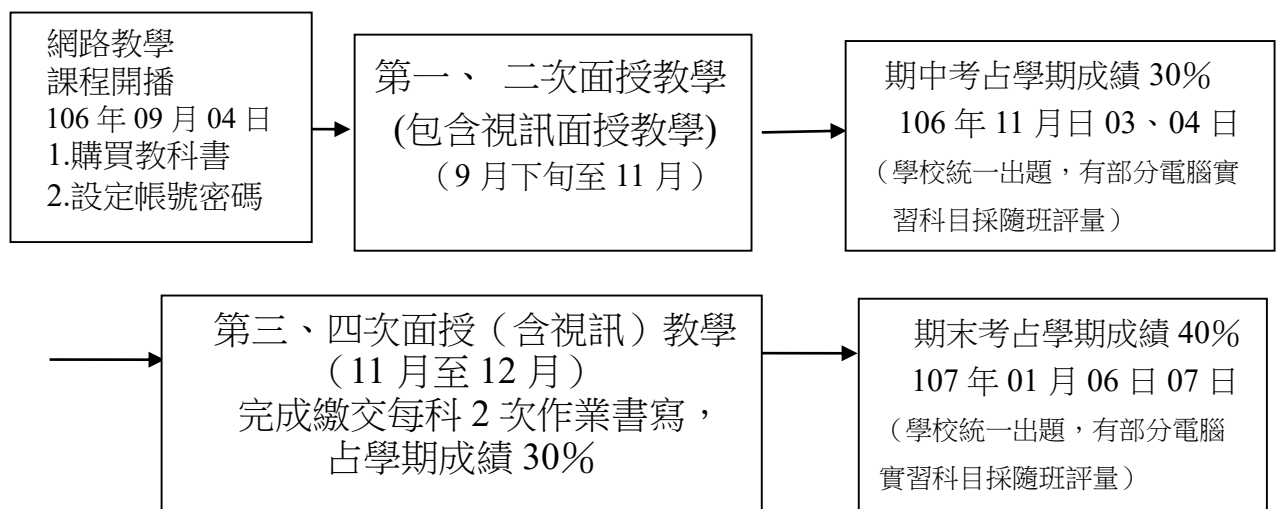 網路教學
課程開播
106 年 09 月 04 日
1.購買教科書
2.設定帳號密碼
第一、 二次面授教學
(包含視訊面授教學)
（9 月下旬至 11 月）
期中考占學期成績 30%
106 年 11 月日 03、04 日
（學校統一出題，有部分電腦實
習科目採隨班評量）
第三、四次面授（含視訊）教學
（11 月至 12 月）
完成繳交每科 2 次作業書寫，
占學期成績 30%
期末考占學期成績 40%
107 年 01 月 06 日 07 日
（學校統一出題，有部分電腦
實習科目採隨班評量）